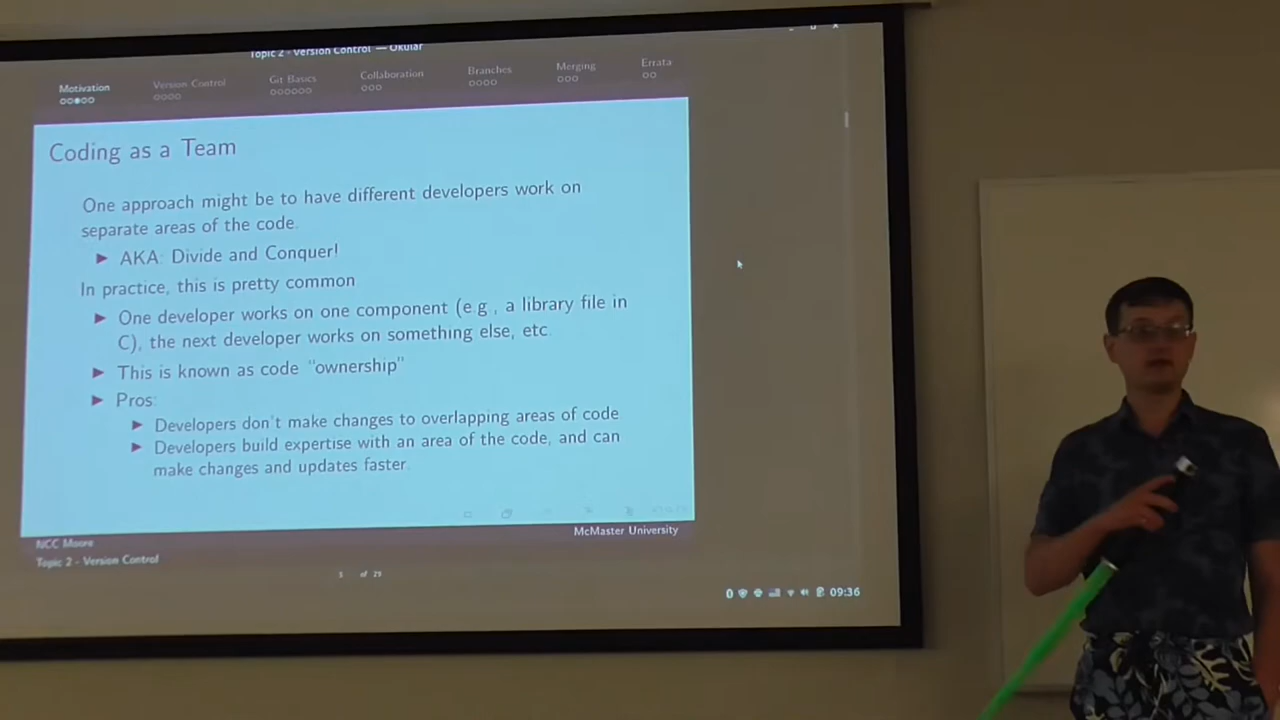 Topic 2 - Version Control — Okular
Motivation Version Control Git Basics Collaboration Branches Merging Errata
Coding as a Team
One approach might be to have different developers work on
separate areas of the code.
► AKA: Divide and Conquer!
In practice, this is pretty common
► One developer works on one component (e.g., a library file in
C), the next developer works on something else, etc.
► This is known as code "ownership"
► Pros:
► Developers don't make changes to overlapping areas of code
► Developers build expertise with an area of the code, and can
make changes and updates faster.
NCC Moore
McMaster University
Topic 2 - Version Control
of
09:36